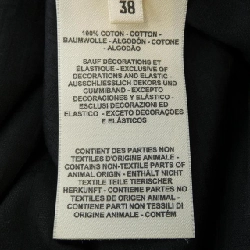 38
100% COTON - COTTON -
BAUMWOLLE - ALGODÓN - COTONE
- ALGODÃO
SAUF DÉCORATIONS ET
ÉLASTIQUE - EXCLUSIVE OF
DECORATIONS AND ELASTIC
AUSSCHLIESSLICH DEKORS UND
GUMMIBAND - EXCEPTO
DECORACIONES Y ELÁSTICO -
ESCLUSI DECORAZIONI ED
ELASTICO - EXCETO DECORAÇÕES
E ELÁSTICOS
CONTIENT DES PARTIES NON
TEXTILES D'ORIGINE ANIMALE -
CONTAINS NON-TEXTILE PARTS OF
ANIMAL ORIGIN - ENTHÄLT NICHT
TEXTILE TEILE TIERISCHER
HERKUNFT - CONTIENE PARTES NO
TEXTILES DE ORIGEN ANIMAL -
CONTIENE PARTI NON TESSILI DI
ORIGINE ANIMALE - CONTÉM